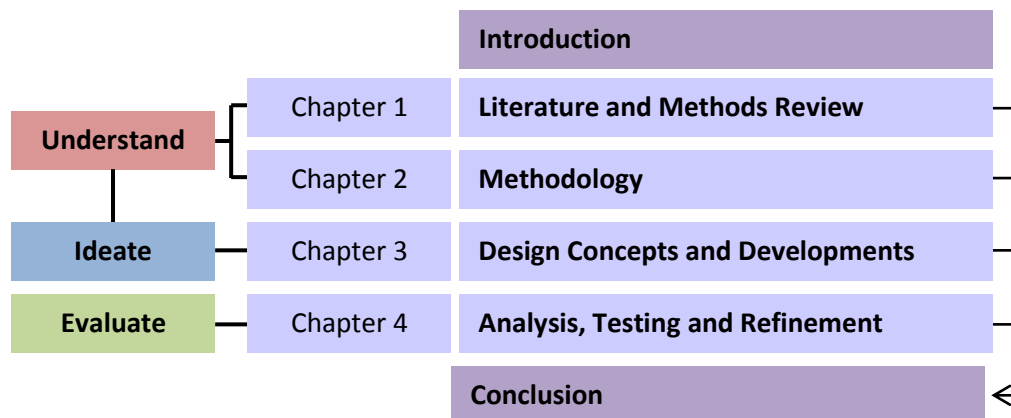 Introduction
Chapter 1 Literature and Methods Review
Understand
Chapter 2 Methodology
Ideate Chapter 3 Design Concepts and Developments
Evaluate Chapter 4 Analysis, Testing and Refinement
Conclusion